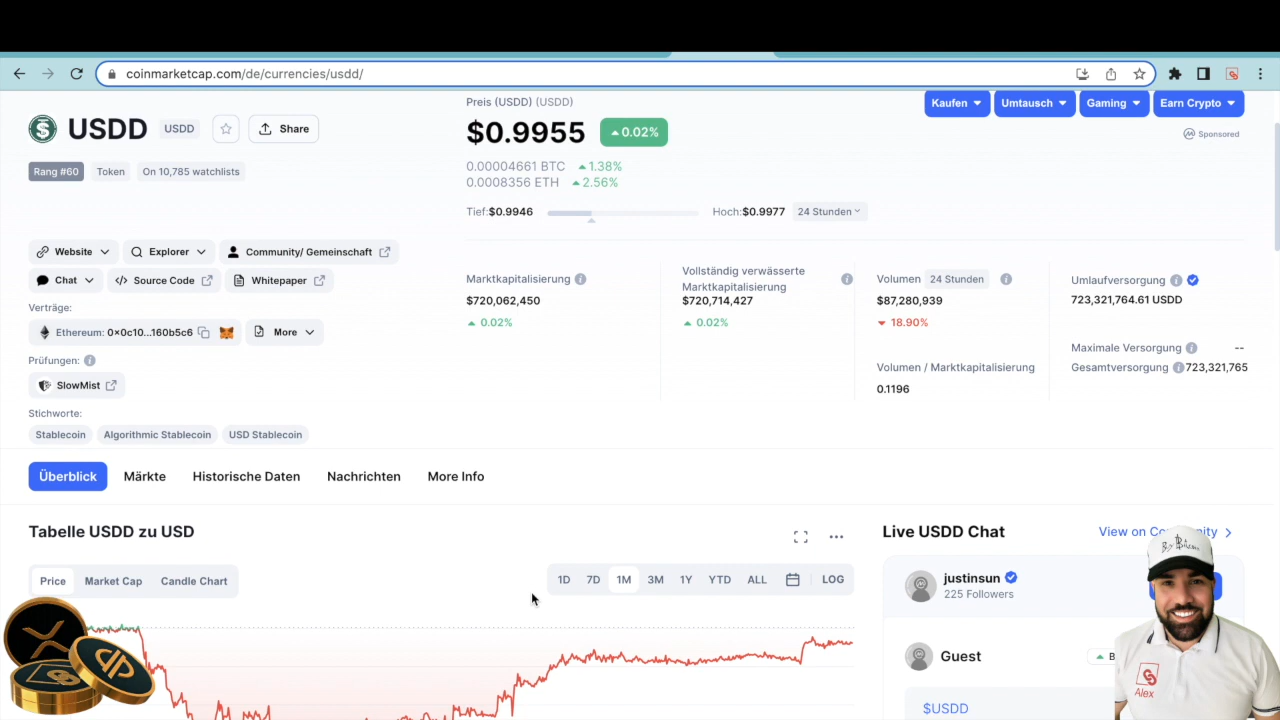 coinmarketcap.com/de/currencies/usdd/
USDD USDD Share
Rang #60 Token On 10,785 watchlists
Website Explorer Community/ Gemeinschaft
Chat Source Code Whitepaper
Verträge:
Ethereum: 0x0c10...160b5c6 More
Prüfungen:
SlowMist
Stichworte:
Stablecoin Algorithmic Stablecoin USD Stablecoin
Preis (USDD) (USDD)
$0.9955 0.02%
0.00004661 BTC 1.38%
0.0008356 ETH 2.56%
Tief:$0.9946 Hoch:$0.9977 24 Stunden
Kaufen Umtausch Gaming Earn Crypto
Sponsored
Marktkapitalisierung
$720,062,450
0.02%
Vollständig verwässerte
Marktkapitalisierung
$720,714,427
0.02%
Volumen 24 Stunden
$87,280,939
18.90%
Volumen / Marktkapitalisierung
0.1196
Umlaufversorgung
723,321,764.61 USDD
Maximale Versorgung --
Gesamtversorgung 723,321,765
Überblick Märkte Historische Daten Nachrichten More Info
Tabelle USDD zu USD
Price Market Cap Candle Chart
1D 7D 1M 3M 1Y YTD ALL LOG
Live USDD Chat
View on
justinsun
225 Followers
Guest
$USDD
Alex